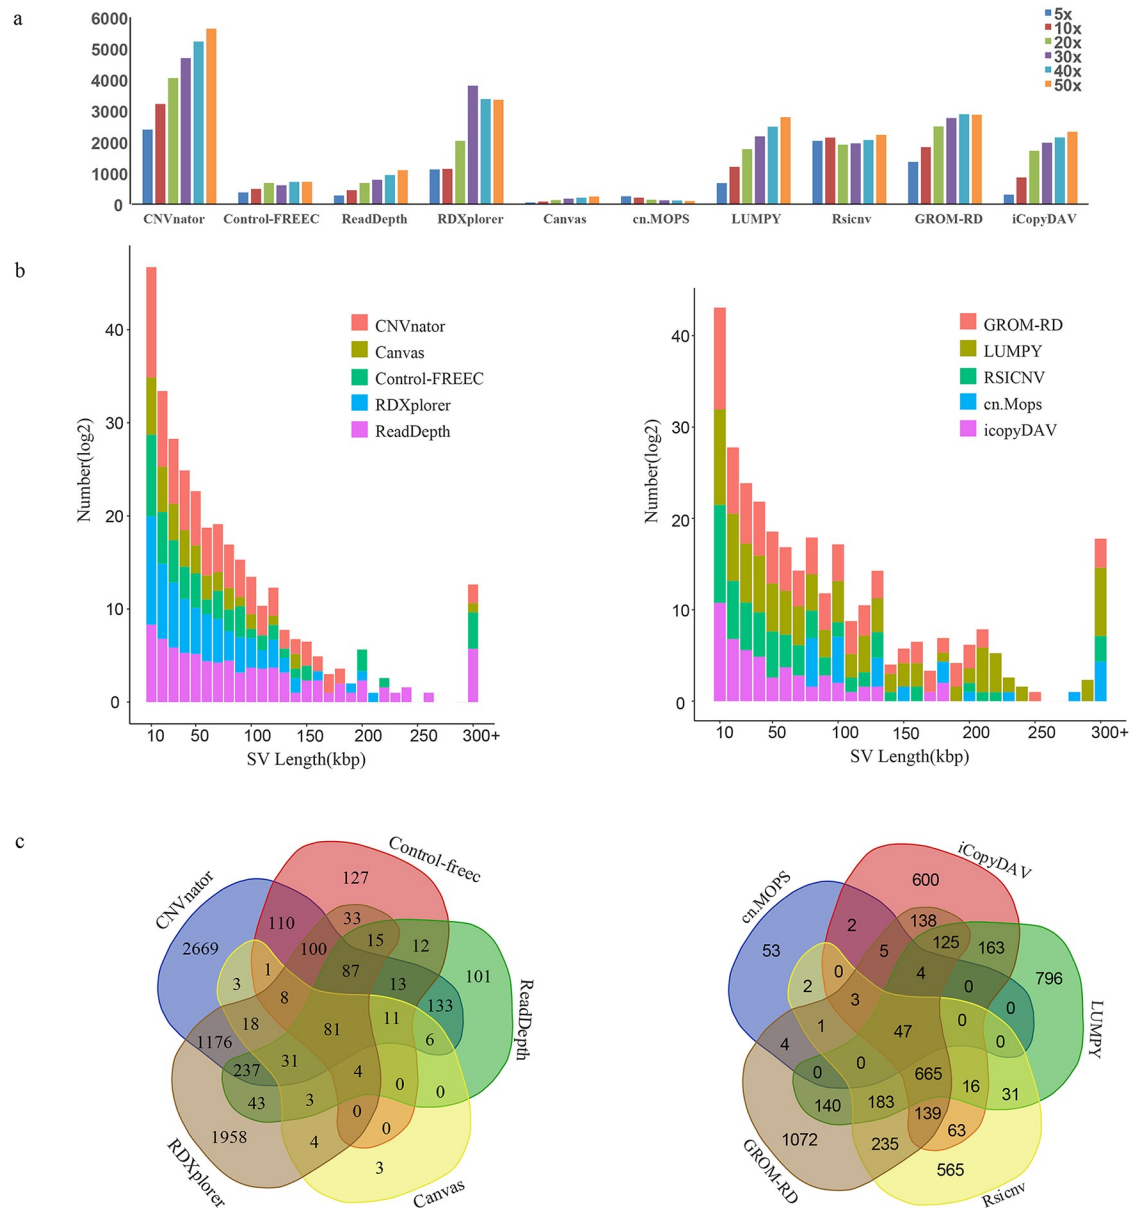 a
6000
5000
4000
3000
2000
1000
0
CNVnator Control-FREEC ReadDepth RDXplorer Canvas cn.MOPS LUMPY Rsicnv GROM-RD iCopyDAV
5x
10x
20x
30x
40x
50x
b
Number(log2)
40
30
20
10
0
10 50 100 150 200 250 300+
SV Length(kbp)
CNVnator
Canvas
Control-FREEC
RDXplorer
ReadDepth
Number(log2)
40
30
20
10
0
10 50 100 150 200 250 300+
SV Length(kbp)
GROM-RD
LUMPY
RSICNV
cn.Mops
icopyDAV
c
CNVnator
Control-freec
ReadDepth
Canvas
RDXplorer
127
110 33
2669 100 15 12
1 87 101
3 8 13 133
18 81 11
1176 31 6
237 4 0 0
43 3 0
1958 4 0
3
cn.MOPS
iCopyDAV
LUMPY
Rsicnv
GROM-RD
600
2 138
53 5 125 163
0 4 796
2 3 0 0
1 47 0
4 0 0
0 665 16 31
140 183 139
1072 235 63
565